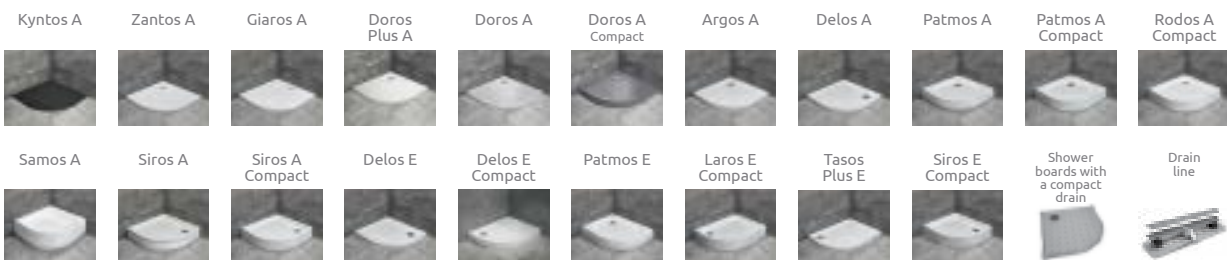 Kyntos A
Zantos A
Giaros A
Doros
Plus A
Doros A
Doros A
Compact
Argos A
Delos A
Patmos A
Patmos A
Compact
Rodos A
Compact
Samos A
Siros A
Siros A
Compact
Delos E
Delos E
Compact
Patmos E
Laros E
Compact
Tasos
Plus E
Siros E
Compact
Shower
boards with
a compact
drain
Drain
line